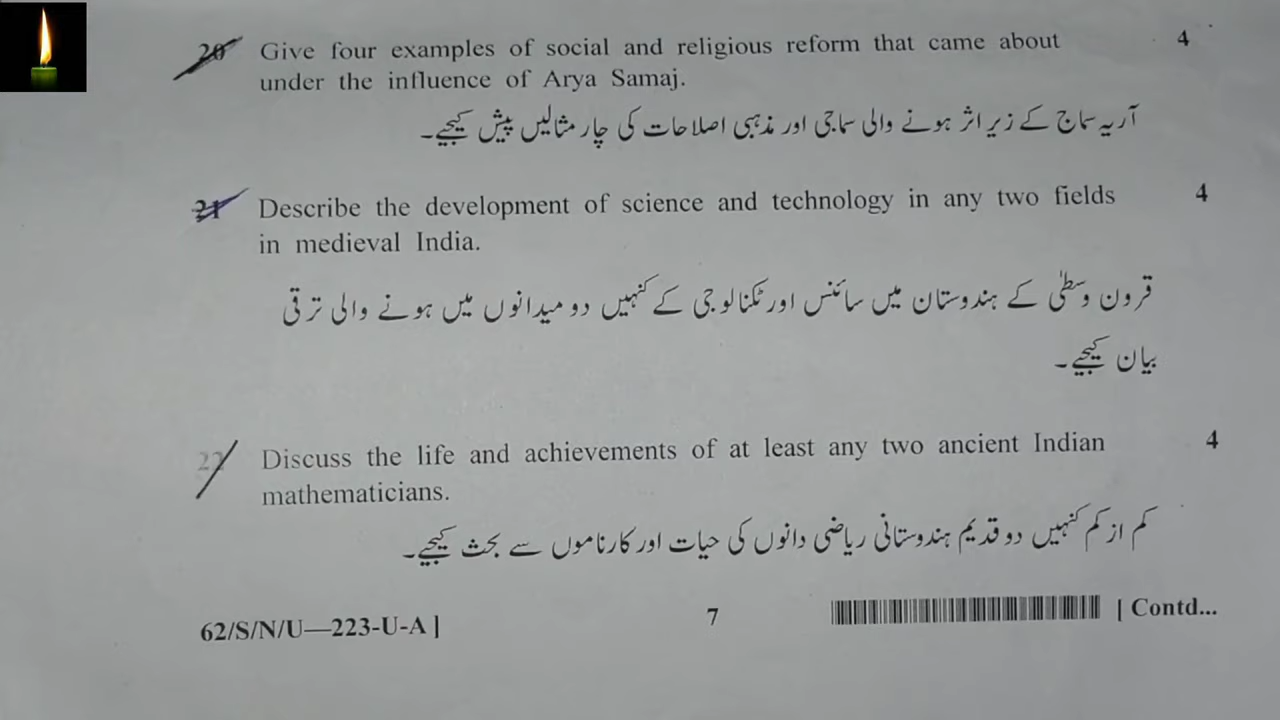 20 Give four examples of social and religious reform that came about 4
under the influence of Arya Samaj.
آریہ سماج کے زیر اثر ہونے والی سماجی اور مذہبی اصلاحات کی چار مثالیں پیش کیجیے۔
21 Describe the development of science and technology in any two fields 4
in medieval India.
قرون وسطیٰ کے ہندوستان میں سائنس اور ٹکنالوجی کے کنہیں دو میدانوں میں ہونے والی ترقی
بیان کیجیے۔
22 Discuss the life and achievements of at least any two ancient Indian 4
mathematicians.
کم از کم کنہیں دو قدیم ہندوستانی ریاضی دانوں کی حیات اور کارناموں سے بحث کیجیے۔
62/S/N/U—223-U-A ] 7 [ Contd...